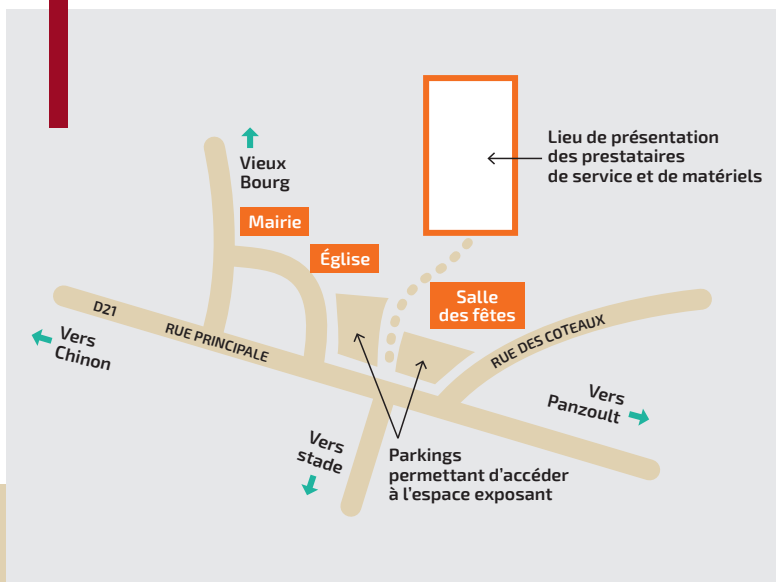 Lieu de présentation
des prestataires
de service et de matériels
Vieux
Bourg
Mairie
Église
Salle
des fêtes
D21
RUE PRINCIPALE
RUE DES COTEAUX
Vers
Chinon
Vers
Panzoult
Vers
stade
Parkings
permettant d'accéder
à l'espace exposant